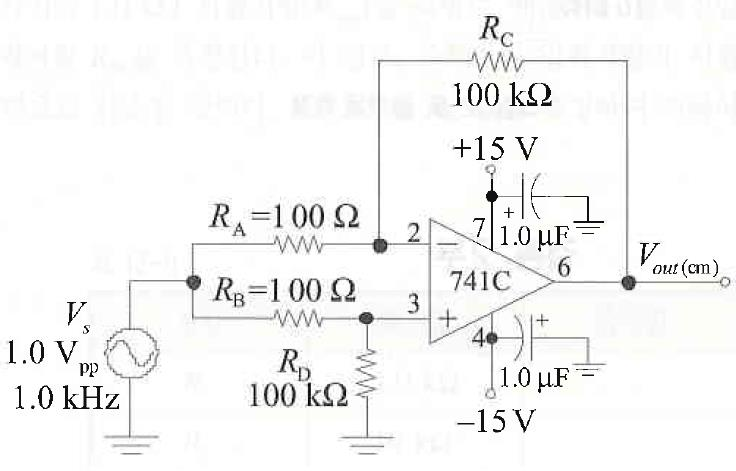 R_C
100 kΩ
+15 V
R_A=100 Ω
2
7
+
1.0 μF
−
741C
6
V_out(cm)
R_B=100 Ω
3
+
4
+
V_s
1.0 V_pp
1.0 kHz
R_D
100 kΩ
1.0 μF
−15 V